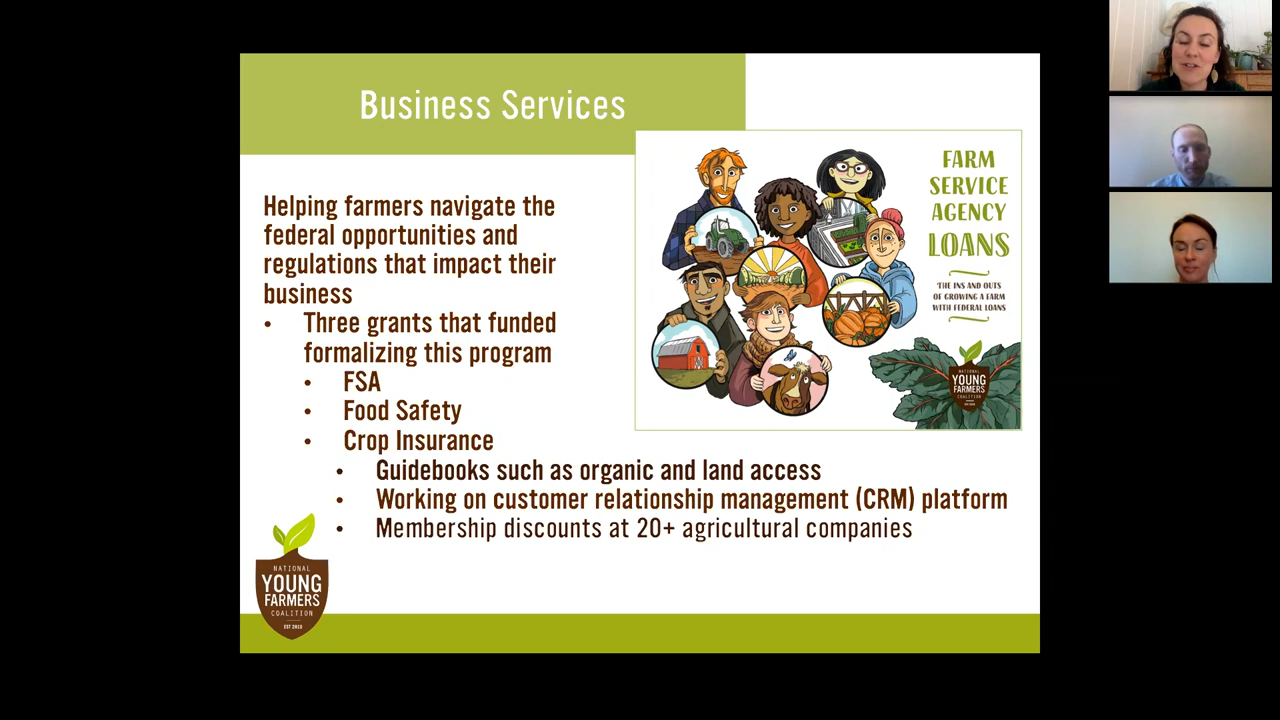 Business Services
Helping farmers navigate the
federal opportunities and
regulations that impact their
business
• Three grants that funded
formalizing this program
• FSA
• Food Safety
• Crop Insurance
• Guidebooks such as organic and land access
• Working on customer relationship management (CRM) platform
• Membership discounts at 20+ agricultural companies
FARM
SERVICE
AGENCY
LOANS
THE INS AND OUTS
OF GROWING A FARM
WITH FEDERAL LOANS
NATIONAL
YOUNG
FARMERS
COALITION
NATIONAL
YOUNG
FARMERS
COALITION
EST 2010